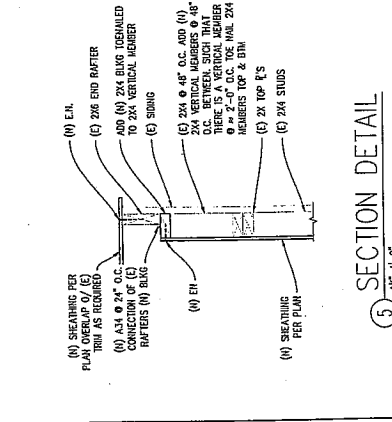 (N) SHEATHING PER
PLAN OVERLAP O/ (E)
TRIM AS REQUIRED
(N) A34 @ 24" O.C.
CONNECTION OF (E)
RAFTERS (N) BLKG
(N) EN
(N) SHEATHING
PER PLAN
(N) E.N.
(E) 2X6 END RAFTER
ADD (N) 2X4 BLKG TOENAILED
TO 2X4 VERTICAL MEMBER
(E) SIDING
(E) 2X4 @ 48" O.C. ADD (N)
2X4 VERTICAL MEMBERS @ 48"
O.C. BETWEEN, SUCH THAT
THERE IS A VERTICAL MEMBER
@ ≈ 2'-0" O.C. TOE NAIL 2X4
MEMBERS TOP & BTM
(E) 2X TOP ℞'S
(E) 2X4 STUDS
5 SECTION DETAIL